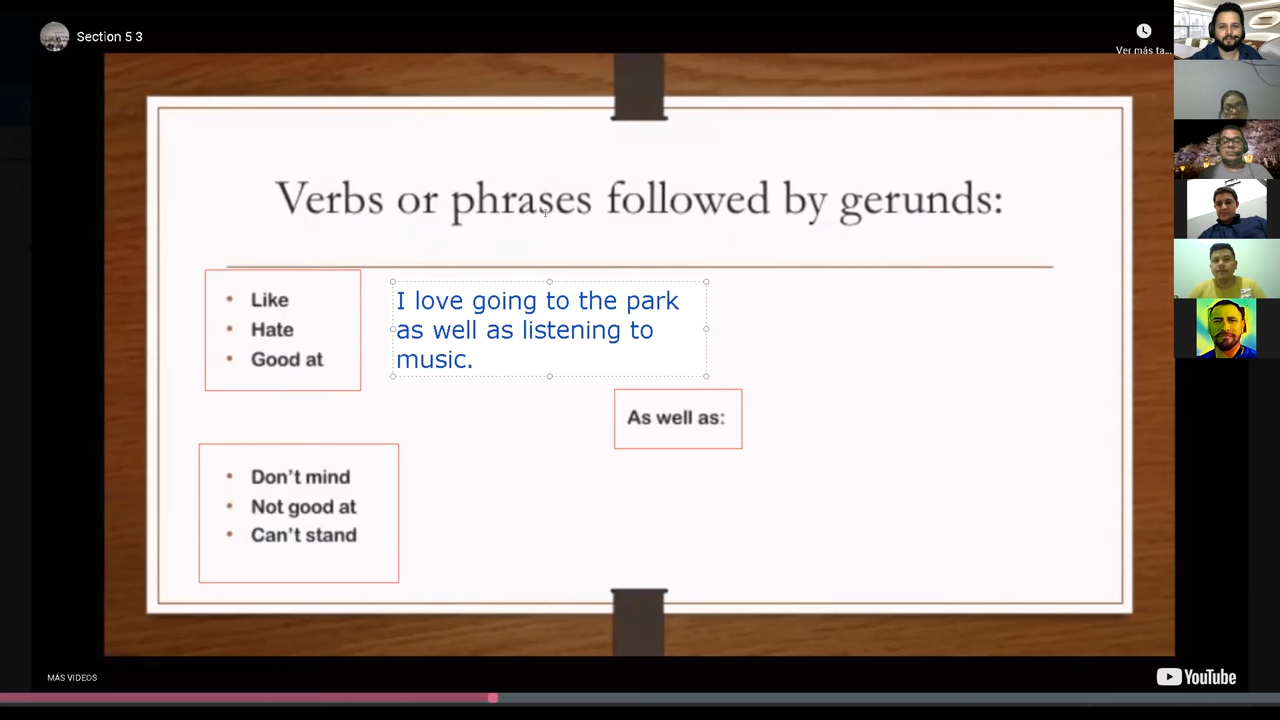 Section 5 3
Ver más ta...
Verbs or phrases followed by gerunds:
• Like
• Hate
• Good at
I love going to the park
as well as listening to
music.
As well as:
• Don't mind
• Not good at
• Can't stand
MÁS VIDEOS
YouTube